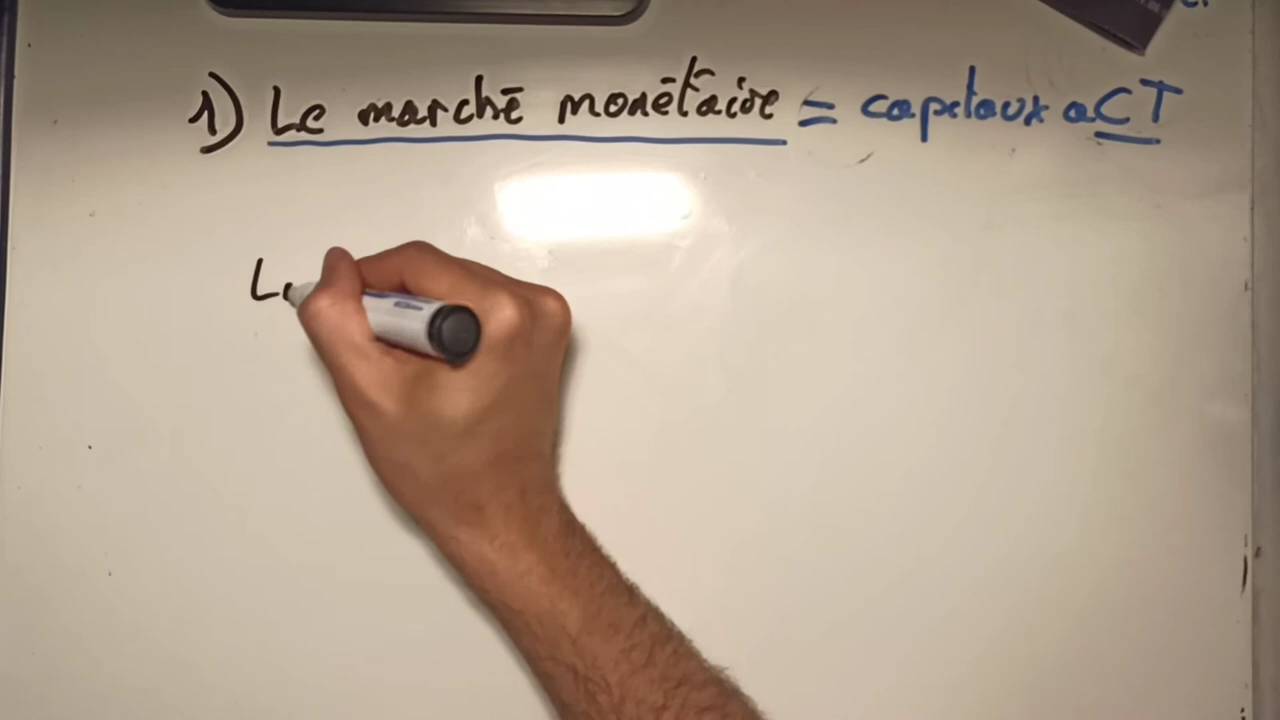 1) Le marché monétaire = capitaux a CT
Le